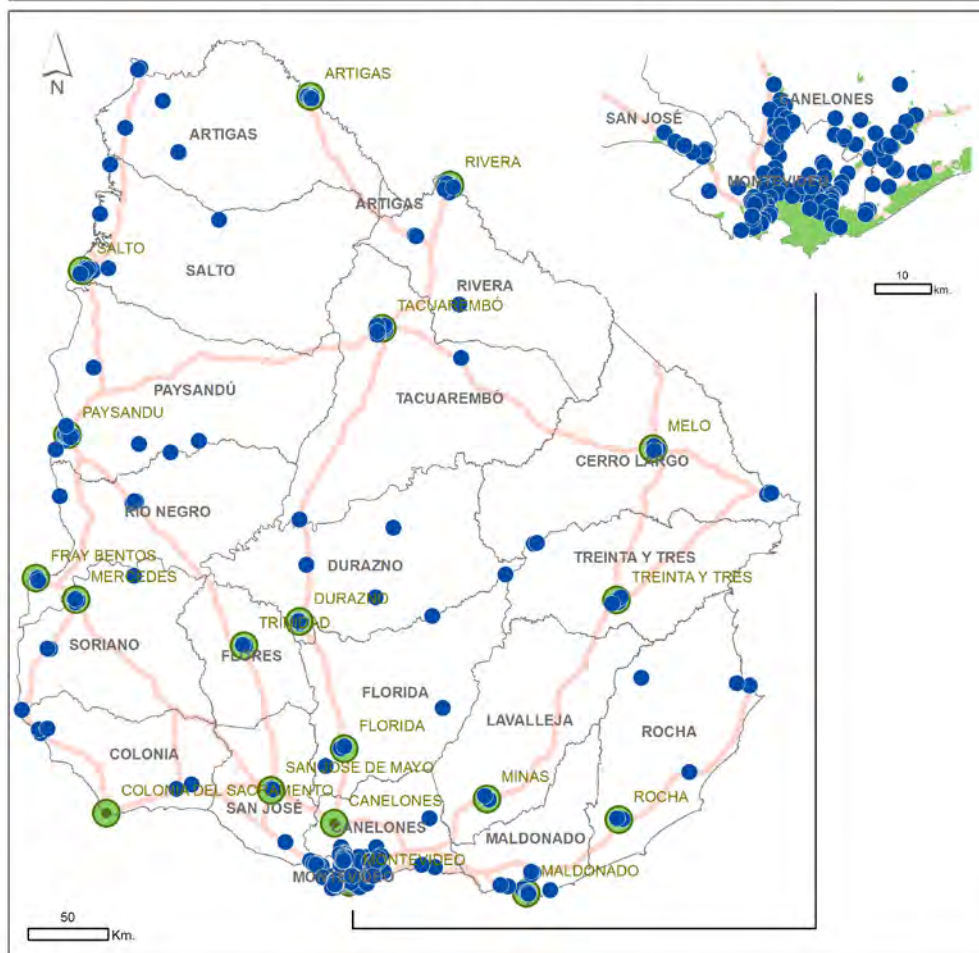 N
ARTIGAS
ARTIGAS
RIVERA
ARTIGAS
SALTO
SALTO
RIVERA
TACUAREMBÓ
PAYSANDÚ
TACUAREMBÓ
PAYSANDU
MELO
CERRO LARGO
RIO NEGRO
FRAY BENTOS
MERCEDES
DURAZNO
TREINTA Y TRES
TREINTA Y TRES
DURAZNO
TRINIDAD
SORIANO
FLORES
FLORIDA
LAVALLEJA
ROCHA
FLORIDA
COLONIA
SAN JOSE DE MAYO
MINAS
COLONIA DEL SACRAMENTO
SAN JOSÉ
CANELONES
CANELONES
ROCHA
MALDONADO
MONTEVIDEO
MONTEVIDEO
MALDONADO
50
Km.
CANELONES
SAN JOSÉ
MONTEVIDEO
10
km.